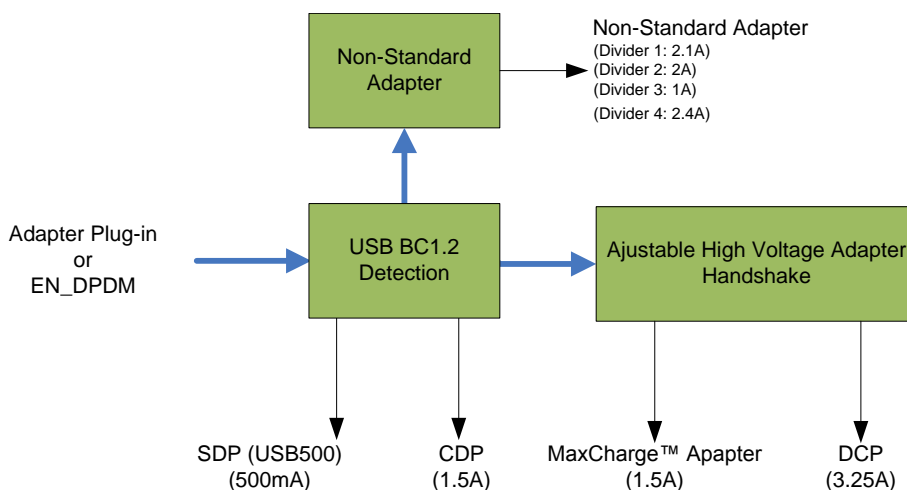 Non-Standard
Adapter
Non-Standard Adapter
(Divider 1: 2.1A)
(Divider 2: 2A)
(Divider 3: 1A)
(Divider 4: 2.4A)
Adapter Plug-in
or
EN_DPDM
USB BC1.2
Detection
Ajustable High Voltage Adapter
Handshake
SDP (USB500)
(500mA)
CDP
(1.5A)
MaxCharge™ Apapter
(1.5A)
DCP
(3.25A)